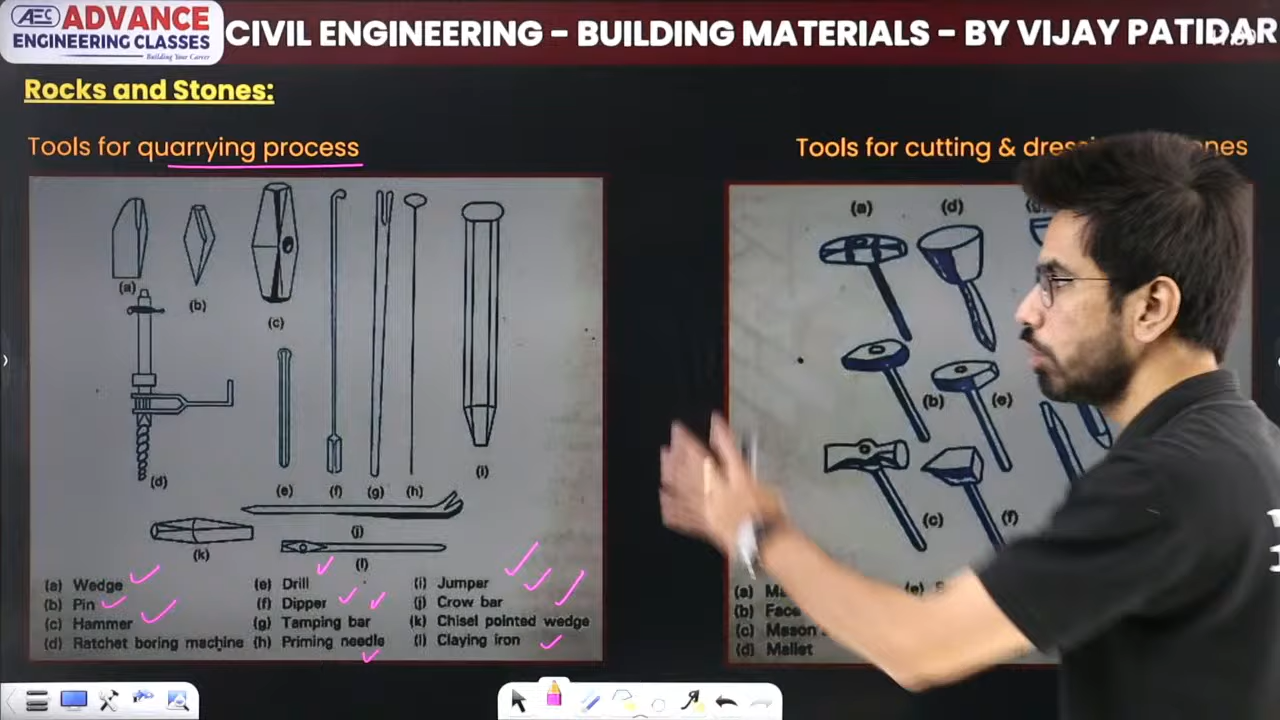 AEC ADVANCE
ENGINEERING CLASSES
Building Your Career
CIVIL ENGINEERING – BUILDING MATERIALS – BY VIJAY PATIDAR
Rocks and Stones:
Tools for quarrying process
(a)
(b)
(c)
(d)
(e)
(f)
(g)
(h)
(i)
(j)
(k)
(l)
(a) Wedge
(b) Pin
(c) Hammer
(d) Ratchet boring machine
(e) Drill
(f) Dipper
(g) Tamping bar
(h) Priming needle
(i) Jumper
(j) Crow bar
(k) Chisel pointed wedge
(l) Claying iron
Tools for cutting &
(a)
(d)
(b)
(e)
(c)
(f)
(a)
(b) Face
(c) Mason
(d) Mallet
(e)